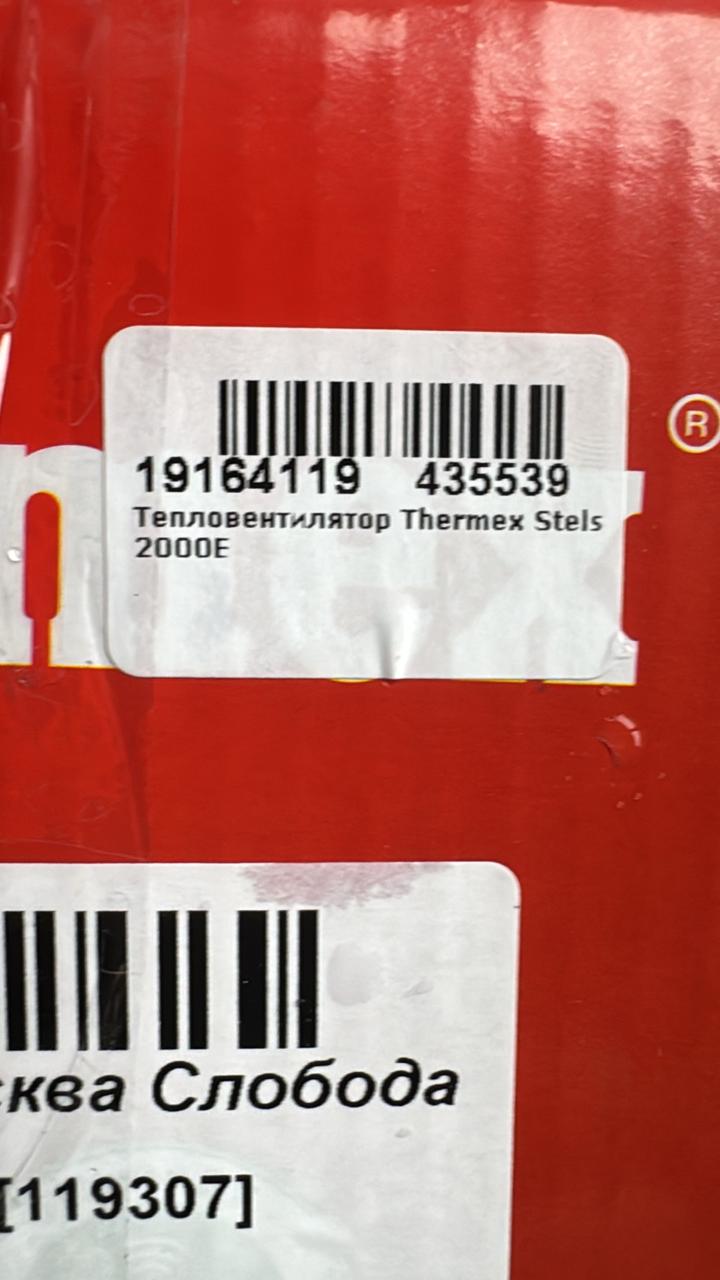 ®
19164119 435539
Тепловентилятор Thermex Stels
2000E
сква Слобода
[119307]